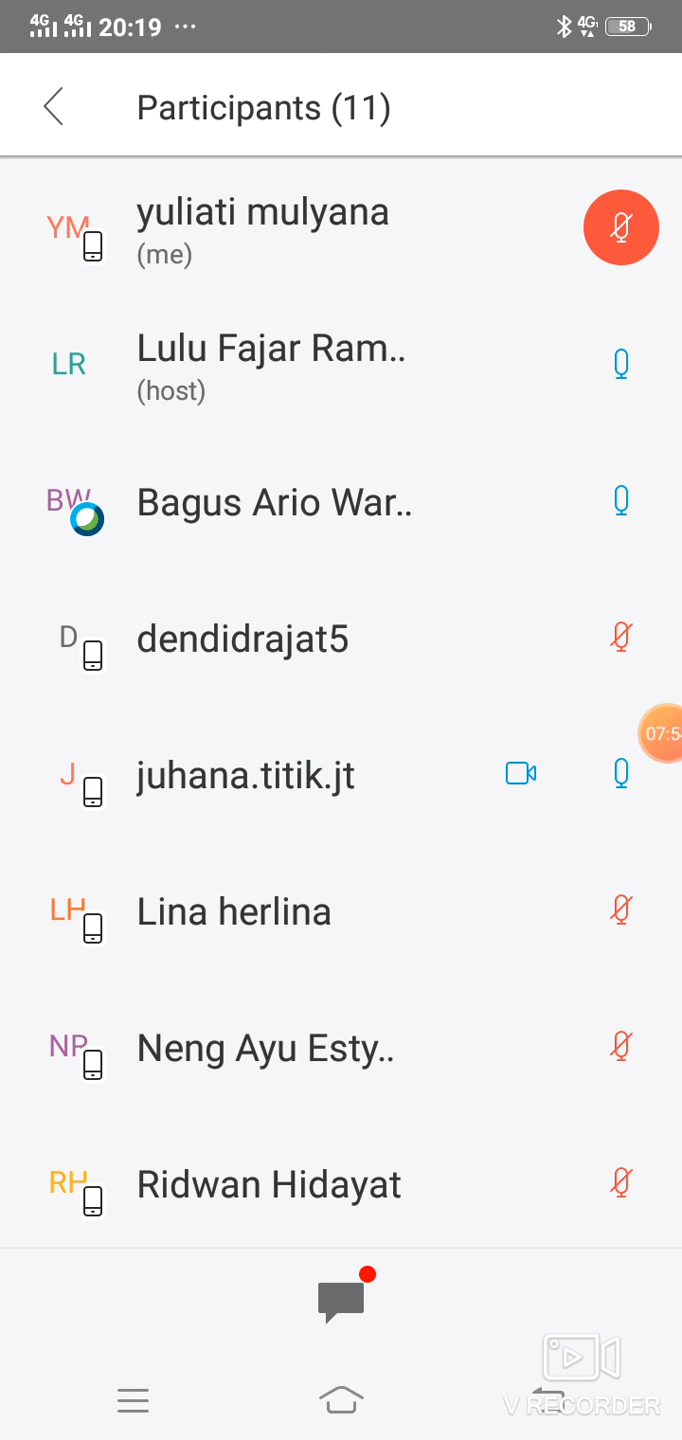 4G 4G 20:19 ... 4G 58
Participants (11)
YM yuliati mulyana
(me)
LR Lulu Fajar Ram..
(host)
BW Bagus Ario War..
D dendidrajat5
07:5
J juhana.titik.jt
LH Lina herlina
NP Neng Ayu Esty..
RH Ridwan Hidayat
V RECORDER